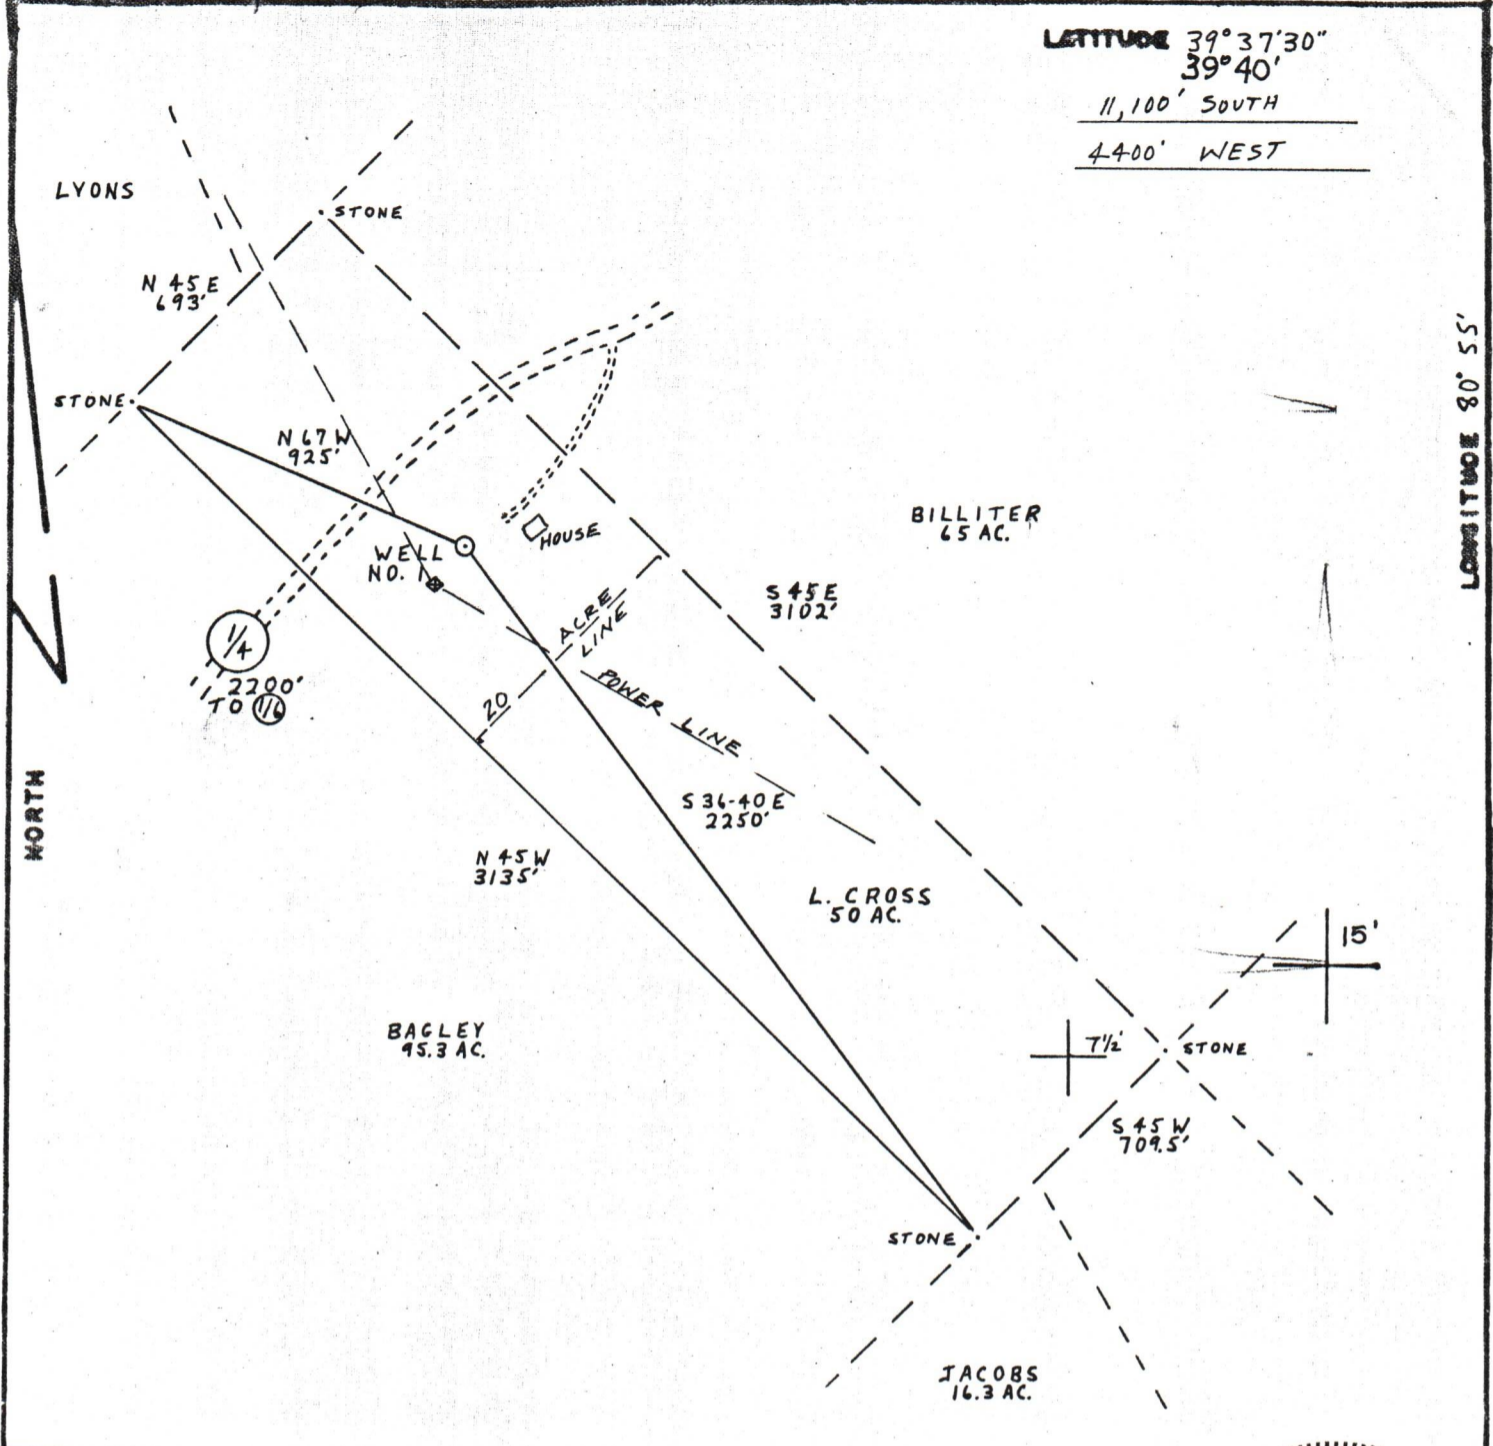 LATITUDE 39°37'30"
39°40'
11,100' SOUTH
4400' WEST
LYONS
STONE
N 45 E
693'
STONE
LONGITUDE 80° 55'
N 67 W
925'
BILLITER
65 AC.
HOUSE
WELL
NO. 1
S 45 E
3102'
20 ACRE
LINE
1/4
2200'
TO 1/6
POWER LINE
NORTH
S 36-40 E
2250'
N 45 W
3135'
L. CROSS
50 AC.
15'
BAGLEY
95.3 AC.
7½'
STONE
S 45 W
709.5'
STONE
JACOBS
16.3 AC.